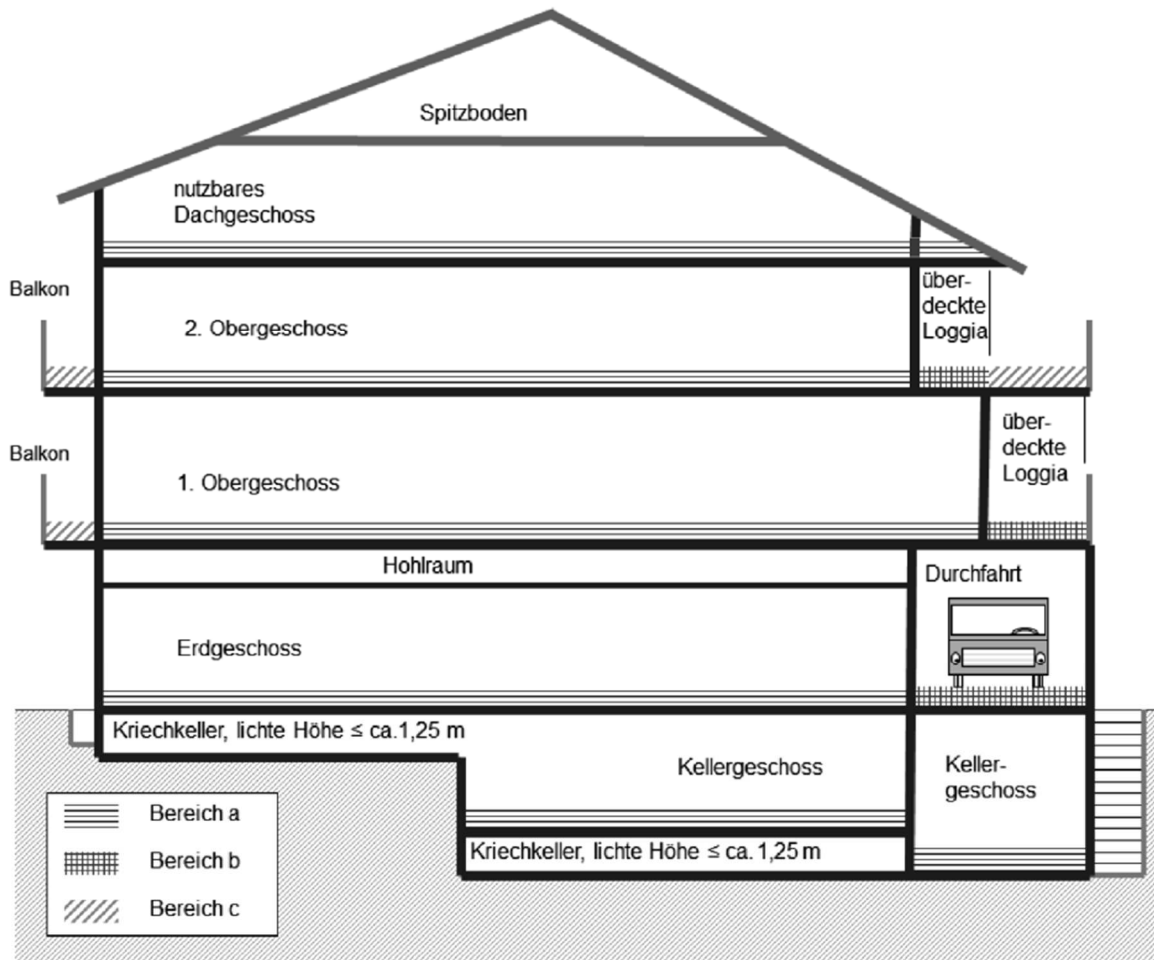 Spitzboden
nutzbares
Dachgeschoss
Balkon
2. Obergeschoss
über-
deckte
Loggia
Balkon
1. Obergeschoss
über-
deckte
Loggia
Hohlraum
Durchfahrt
Erdgeschoss
Kriechkeller, lichte Höhe ≤ ca.1,25 m
Kellergeschoss
Keller-
geschoss
Kriechkeller, lichte Höhe ≤ ca. 1,25 m
Bereich a
Bereich b
Bereich c